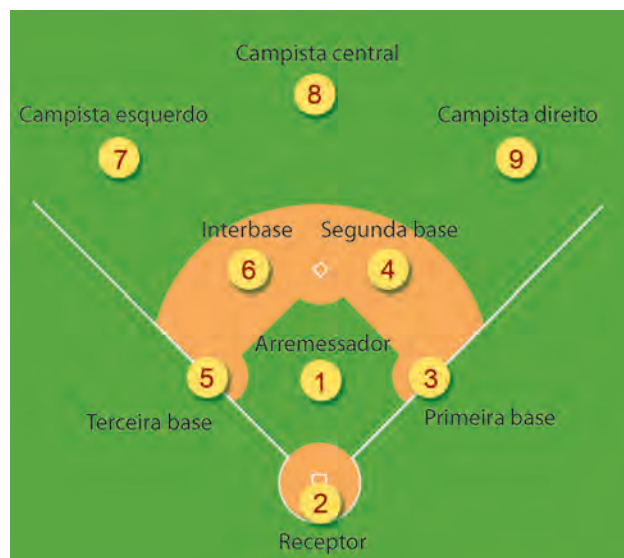 Campista central
8
Campista esquerdo
Campista direito
7
9
Interbase
Segunda base
6
4
Arremessador
5
1
3
Terceira base
Primeira base
2
Receptor